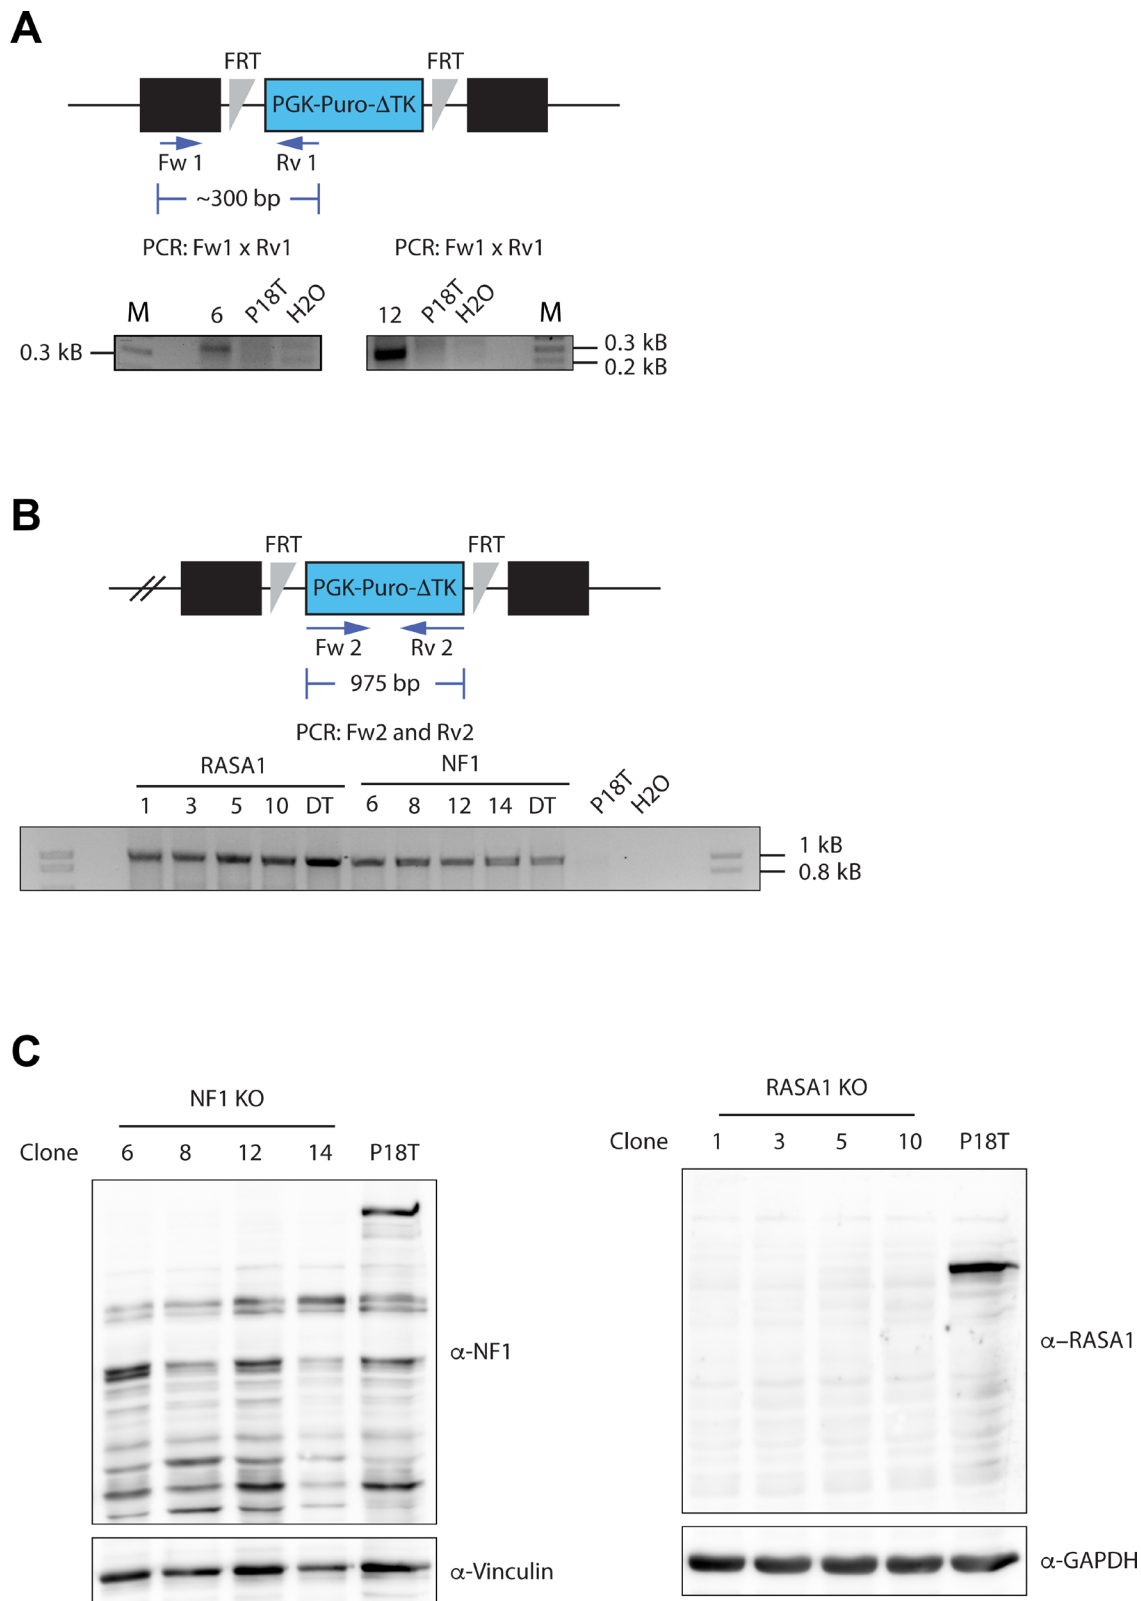 A
FRT FRT
PGK-Puro-ΔTK
Fw 1 Rv 1
~300 bp
PCR: Fw1 x Rv1 PCR: Fw1 x Rv1
M 6 P18T H2O 12 P18T H2O M
0.3 kB 0.3 kB
0.2 kB
B
FRT FRT
PGK-Puro-ΔTK
Fw 2 Rv 2
975 bp
PCR: Fw2 and Rv2
RASA1 NF1
1 3 5 10 DT 6 8 12 14 DT P18T H2O
1 kB
0.8 kB
C
NF1 KO RASA1 KO
Clone 6 8 12 14 P18T Clone 1 3 5 10 P18T
α-NF1 α–RASA1
α-Vinculin α-GAPDH